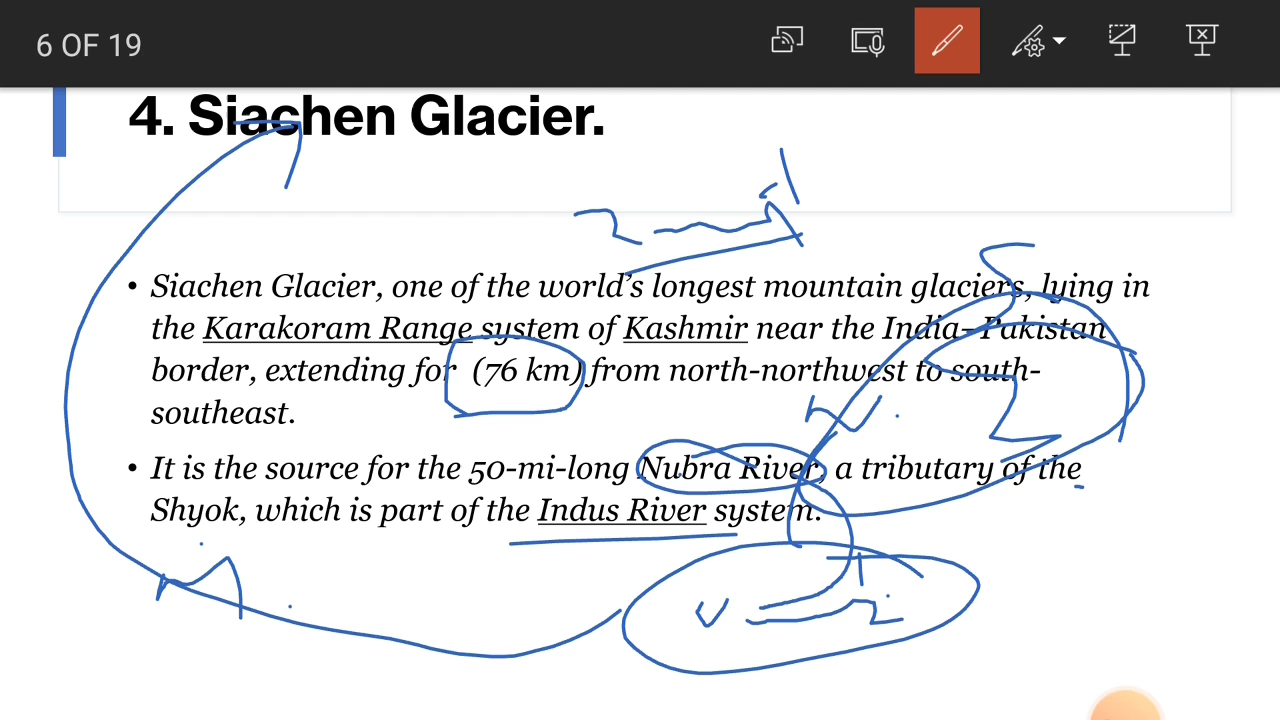 6 OF 19
4. Siachen Glacier.
• Siachen Glacier, one of the world's longest mountain glaciers, lying in
the Karakoram Range system of Kashmir near the India–Pakistan
border, extending for (76 km) from north-northwest to south-
southeast.
• It is the source for the 50-mi-long Nubra River, a tributary of the
Shyok, which is part of the Indus River system.